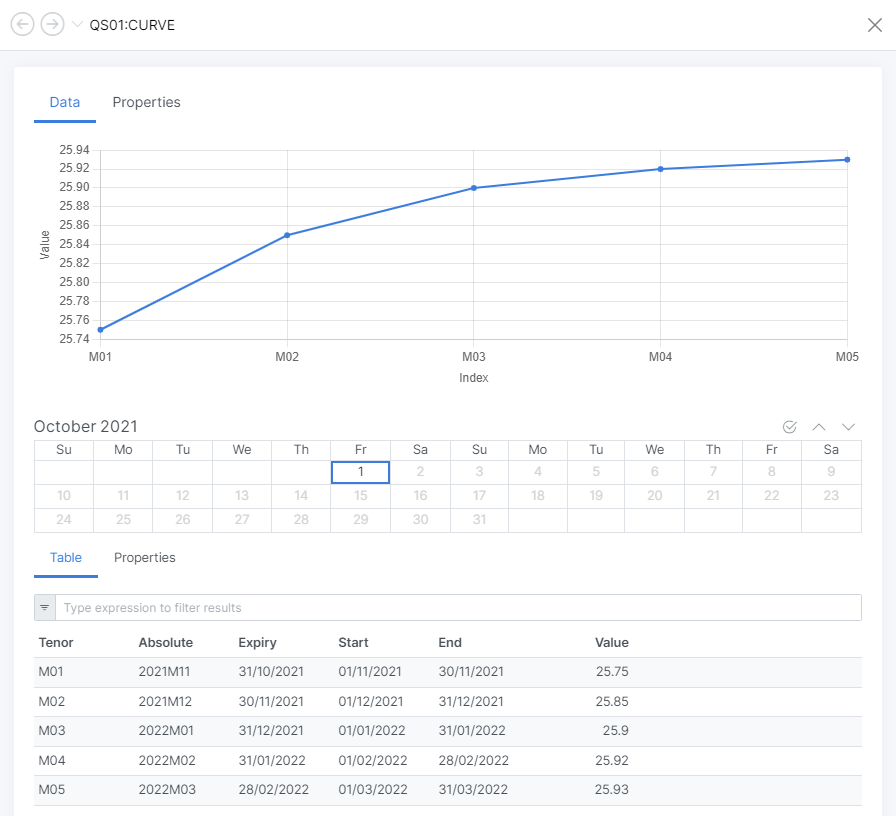 QS01:CURVE
Data Properties
25.94
25.92
25.90
25.88
25.86
25.84
25.82
25.80
25.78
25.76
25.74
Value
M01 M02 M03 M04 M05
Index
October 2021
Su Mo Tu We Th Fr Sa Su Mo Tu We Th Fr Sa
1 2 3 4 5 6 7 8 9
10 11 12 13 14 15 16 17 18 19 20 21 22 23
24 25 26 27 28 29 30 31
Table Properties
Type expression to filter results
Tenor Absolute Expiry Start End Value
M01 2021M11 31/10/2021 01/11/2021 30/11/2021 25.75
M02 2021M12 30/11/2021 01/12/2021 31/12/2021 25.85
M03 2022M01 31/12/2021 01/01/2022 31/01/2022 25.9
M04 2022M02 31/01/2022 01/02/2022 28/02/2022 25.92
M05 2022M03 28/02/2022 01/03/2022 31/03/2022 25.93